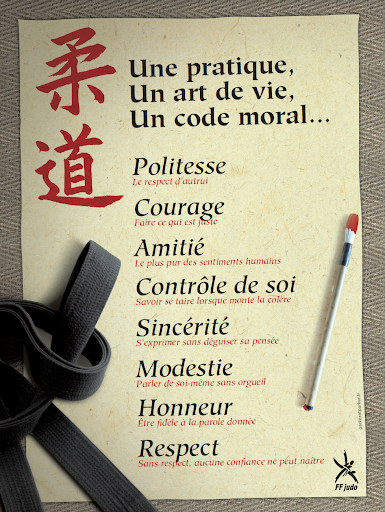 柔道
Une pratique,
Un art de vie,
Un code moral...
Politesse
Le respect d'autrui
Courage
Faire ce qui est juste
Amitié
Le plus pur des sentiments humains
Contrôle de soi
Savoir se taire lorsque monte la colère
Sincérité
S'exprimer sans déguiser sa pensée
Modestie
Parler de soi-même sans orgueil
Honneur
Être fidèle à la parole donnée
Respect
Sans respect, aucune confiance ne peut naître
FF judo